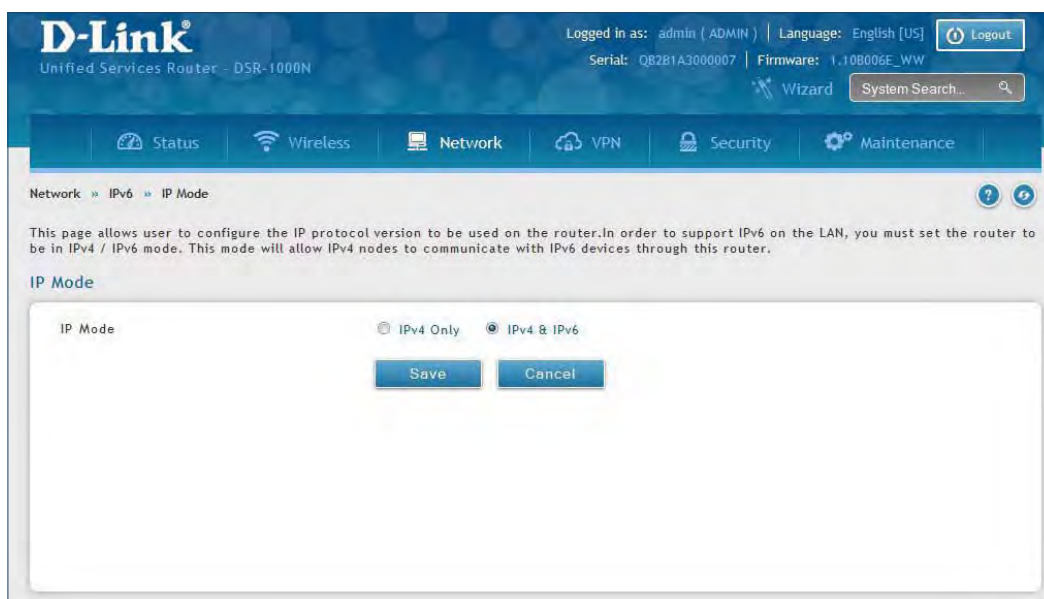 D-Link
Unified Services Router - DSR-1000N
Logged in as: admin ( ADMIN ) | Language: English [US]
Logout
Serial: QB2B1A3000007 | Firmware: 1.10B006E_WW
Wizard
System Search...
Status
Wireless
Network
VPN
Security
Maintenance
Network » IPv6 » IP Mode
This page allows user to configure the IP protocol version to be used on the router.In order to support IPv6 on the LAN, you must set the router to
be in IPv4 / IPv6 mode. This mode will allow IPv4 nodes to communicate with IPv6 devices through this router.
IP Mode
IP Mode
IPv4 Only
IPv4 & IPv6
Save
Cancel